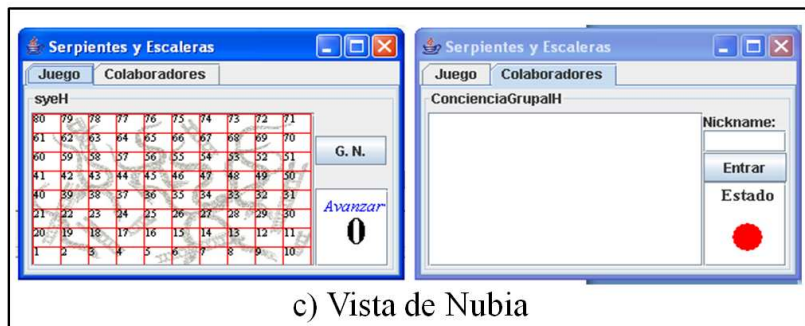 Serpientes y Escaleras
Juego Colaboradores
syeH
80 79 78 77 76 75 74 73 72 71
61 62 63 64 65 66 67 68 69 70
60 59 58 57 56 55 54 53 52 51
41 42 43 44 45 46 47 48 49 50
40 39 38 37 36 35 34 33 32 31
21 22 23 24 25 26 27 28 29 30
20 19 18 17 16 15 14 13 12 11
1 2 3 4 5 6 7 8 9 10
G. N.
Avanzar
0
Serpientes y Escaleras
Juego Colaboradores
ConcienciaGrupalH
Nickname:
Entrar
Estado
c) Vista de Nubia